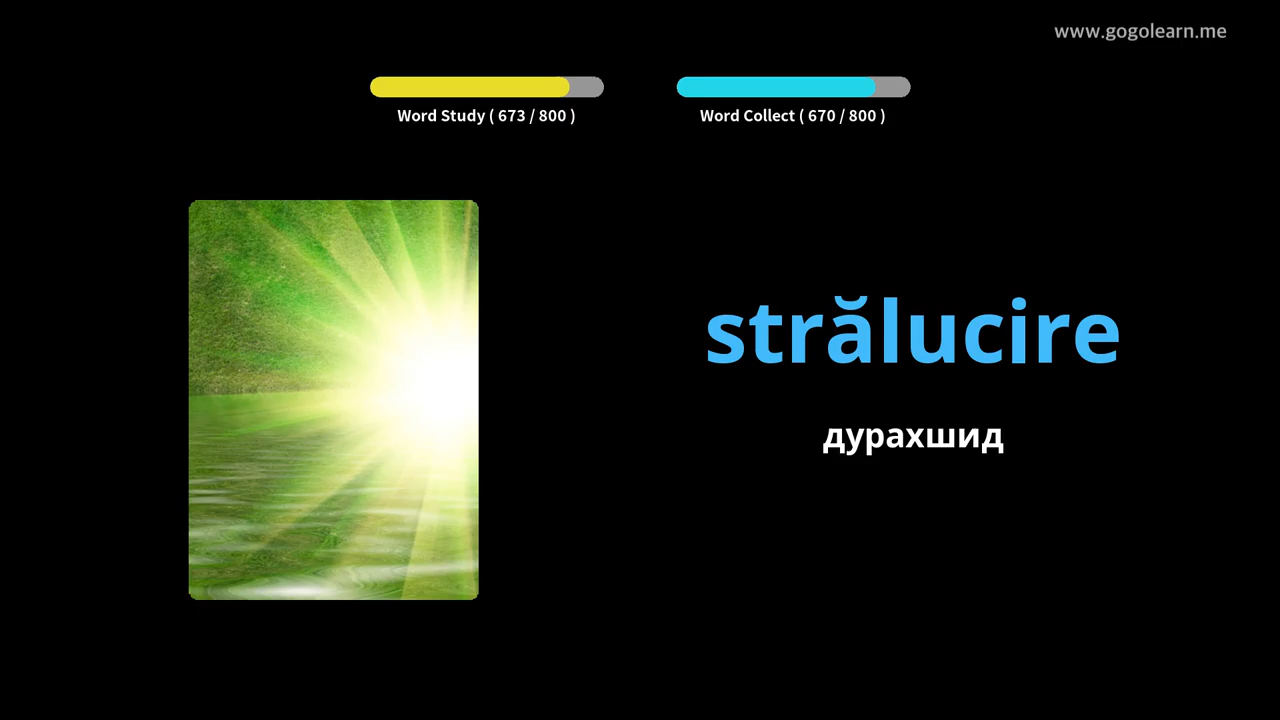 www.gogolearn.me
Word Study ( 673 / 800 )
Word Collect ( 670 / 800 )
strălucire
дурахшид